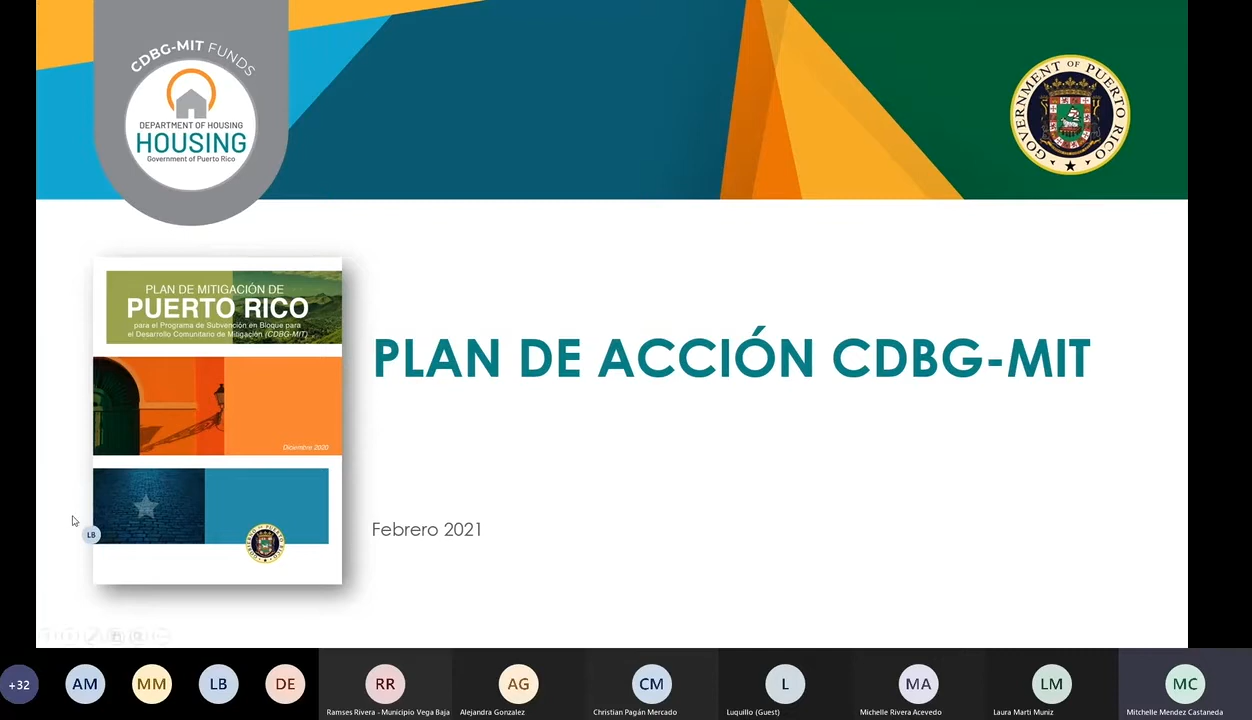 CDBG-MIT FUNDS
DEPARTMENT OF HOUSING
HOUSING
Government of Puerto Rico
GOVERNMENT OF PUERTO RICO
PLAN DE MITIGACIÓN DE
PUERTO RICO
para el Programa de Subvención en Bloque para
el Desarrollo Comunitario de Mitigación (CDBG-MIT)
Diciembre 2020
LB
GOBIERNO DE PUERTO RICO
PLAN DE ACCIÓN CDBG-MIT
Febrero 2021
+32
AM
MM
LB
DE
RR
AG
CM
L
MA
LM
MC
Ramses Rivera - Municipio Vega Baja
Alejandra Gonzalez
Christian Pagán Mercado
Luquillo (Guest)
Michelle Rivera Acevedo
Laura Marti Muniz
Mitchelle Mendez Castaneda